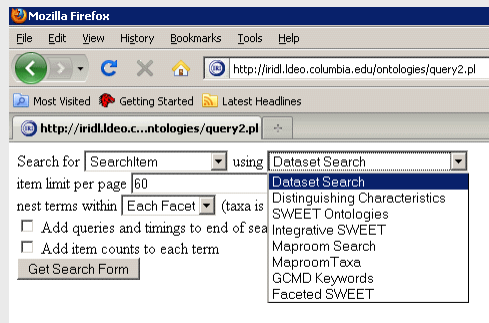 Mozilla Firefox
File Edit View History Bookmarks Tools Help
http://iridl.ldeo.columbia.edu/ontologies/query2.pl
Most Visited Getting Started Latest Headlines
http://iridl.ldeo.c...ntologies/query2.pl
Search for SearchItem using Dataset Search
item limit per page 60
nest terms within Each Facet (taxa is
Add queries and timings to end of sea
Add item counts to each term
Get Search Form
Dataset Search
Distinguishing Characteristics
SWEET Ontologies
Integrative SWEET
Maproom Search
MaproomTaxa
GCMD Keywords
Faceted SWEET